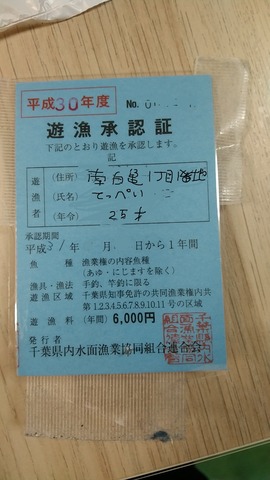 平成30年度
No. 01
遊漁承認証
下記のとおり遊漁を承認します。
記
遊漁者
(住所) 1丁目
(氏名) てっぺい
(年令) 25才
承認期間
平成31年 月 日から1年間
魚種 漁業権の内容魚種
(あゆ・にじますを除く)
漁具・漁法 手釣、竿釣に限る
遊漁区域 千葉県知事免許の共同漁業権内共
第1.2.3.4.5.6.7.8.9.10.11号の区域
遊漁料 (年間) 6,000円
発行者
千葉県内水面漁業協同組合連合会